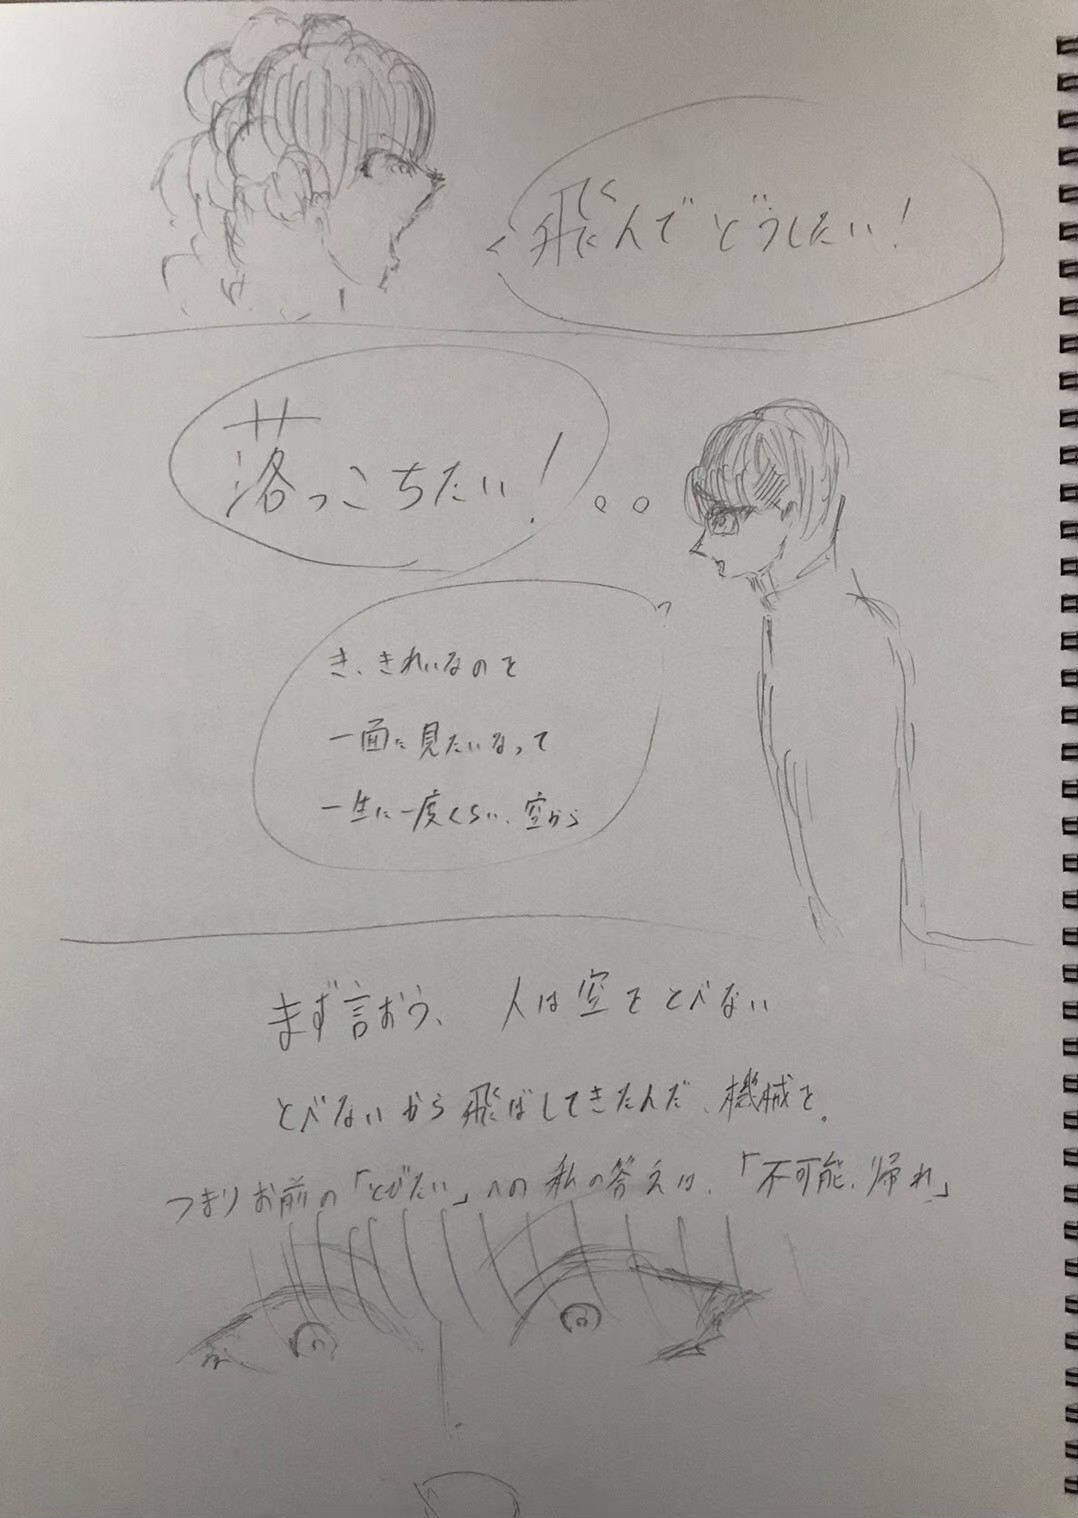 飛んでどうしたい!
落っこちたい!
き、きれいなのを
一面に見たいなって
一生に一度くらい、空から
まず言おう、人は空をとべない
とべないから飛ばしてきたんだ、機械を。
つまりお前の「とびたい」への私の答えは、「不可能、帰れ」